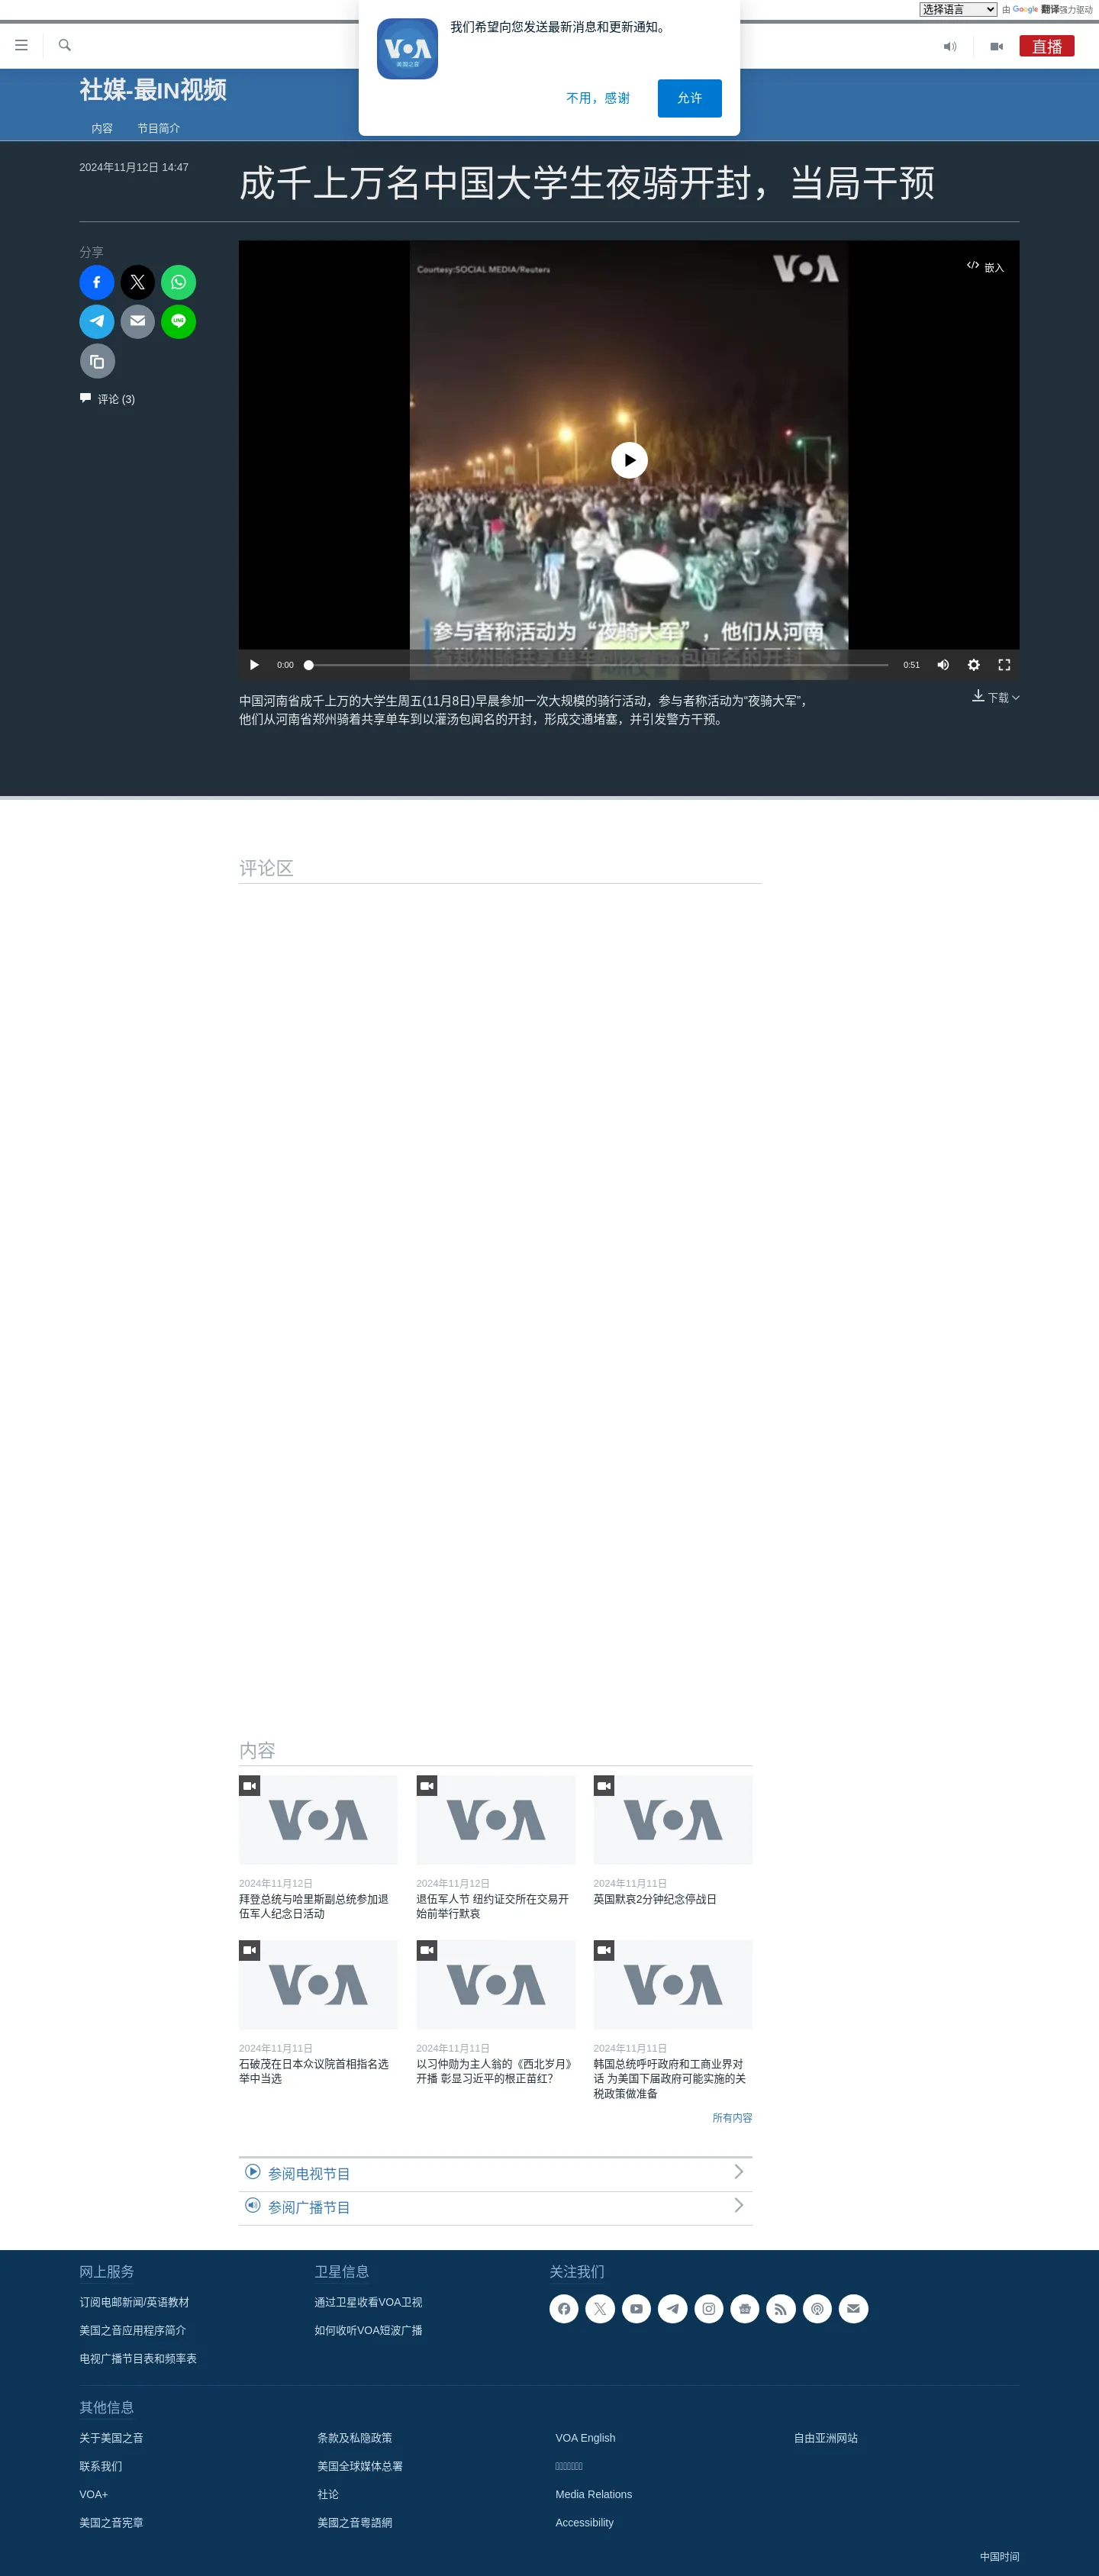 选择语言
由 Google 翻译强力驱动
我们希望向您发送最新消息和更新通知。
VOA
美国之音
不用，感谢
允许
直播
社媒-最IN视频
内容
节目简介
2024年11月12日 14:47
成千上万名中国大学生夜骑开封，当局干预
分享
评论 (3)
Courtesy:SOCIAL MEDIA/Reuters
VOA
嵌入
参与者称活动为“夜骑大军”，他们从河南
0:00
0:51
下载
中国河南省成千上万的大学生周五(11月8日)早晨参加一次大规模的骑行活动，参与者称活动为“夜骑大军”，
他们从河南省郑州骑着共享单车到以灌汤包闻名的开封，形成交通堵塞，并引发警方干预。
评论区
内容
VOA
VOA
VOA
2024年11月12日
拜登总统与哈里斯副总统参加退
伍军人纪念日活动
2024年11月12日
退伍军人节 纽约证交所在交易开
始前举行默哀
2024年11月11日
英国默哀2分钟纪念停战日
VOA
VOA
VOA
2024年11月11日
石破茂在日本众议院首相指名选
举中当选
2024年11月11日
以习仲勋为主人翁的《西北岁月》
开播 彰显习近平的根正苗红？
2024年11月11日
韩国总统呼吁政府和工商业界对
话 为美国下届政府可能实施的关
税政策做准备
所有内容
参阅电视节目
参阅广播节目
网上服务
订阅电邮新闻/英语教材
美国之音应用程序简介
电视广播节目表和频率表
卫星信息
通过卫星收看VOA卫视
如何收听VOA短波广播
关注我们
其他信息
关于美国之音
联系我们
VOA+
美国之音宪章
条款及私隐政策
美国全球媒体总署
社论
美國之音粵語網
VOA English
Media Relations
Accessibility
自由亚洲网站
中国时间